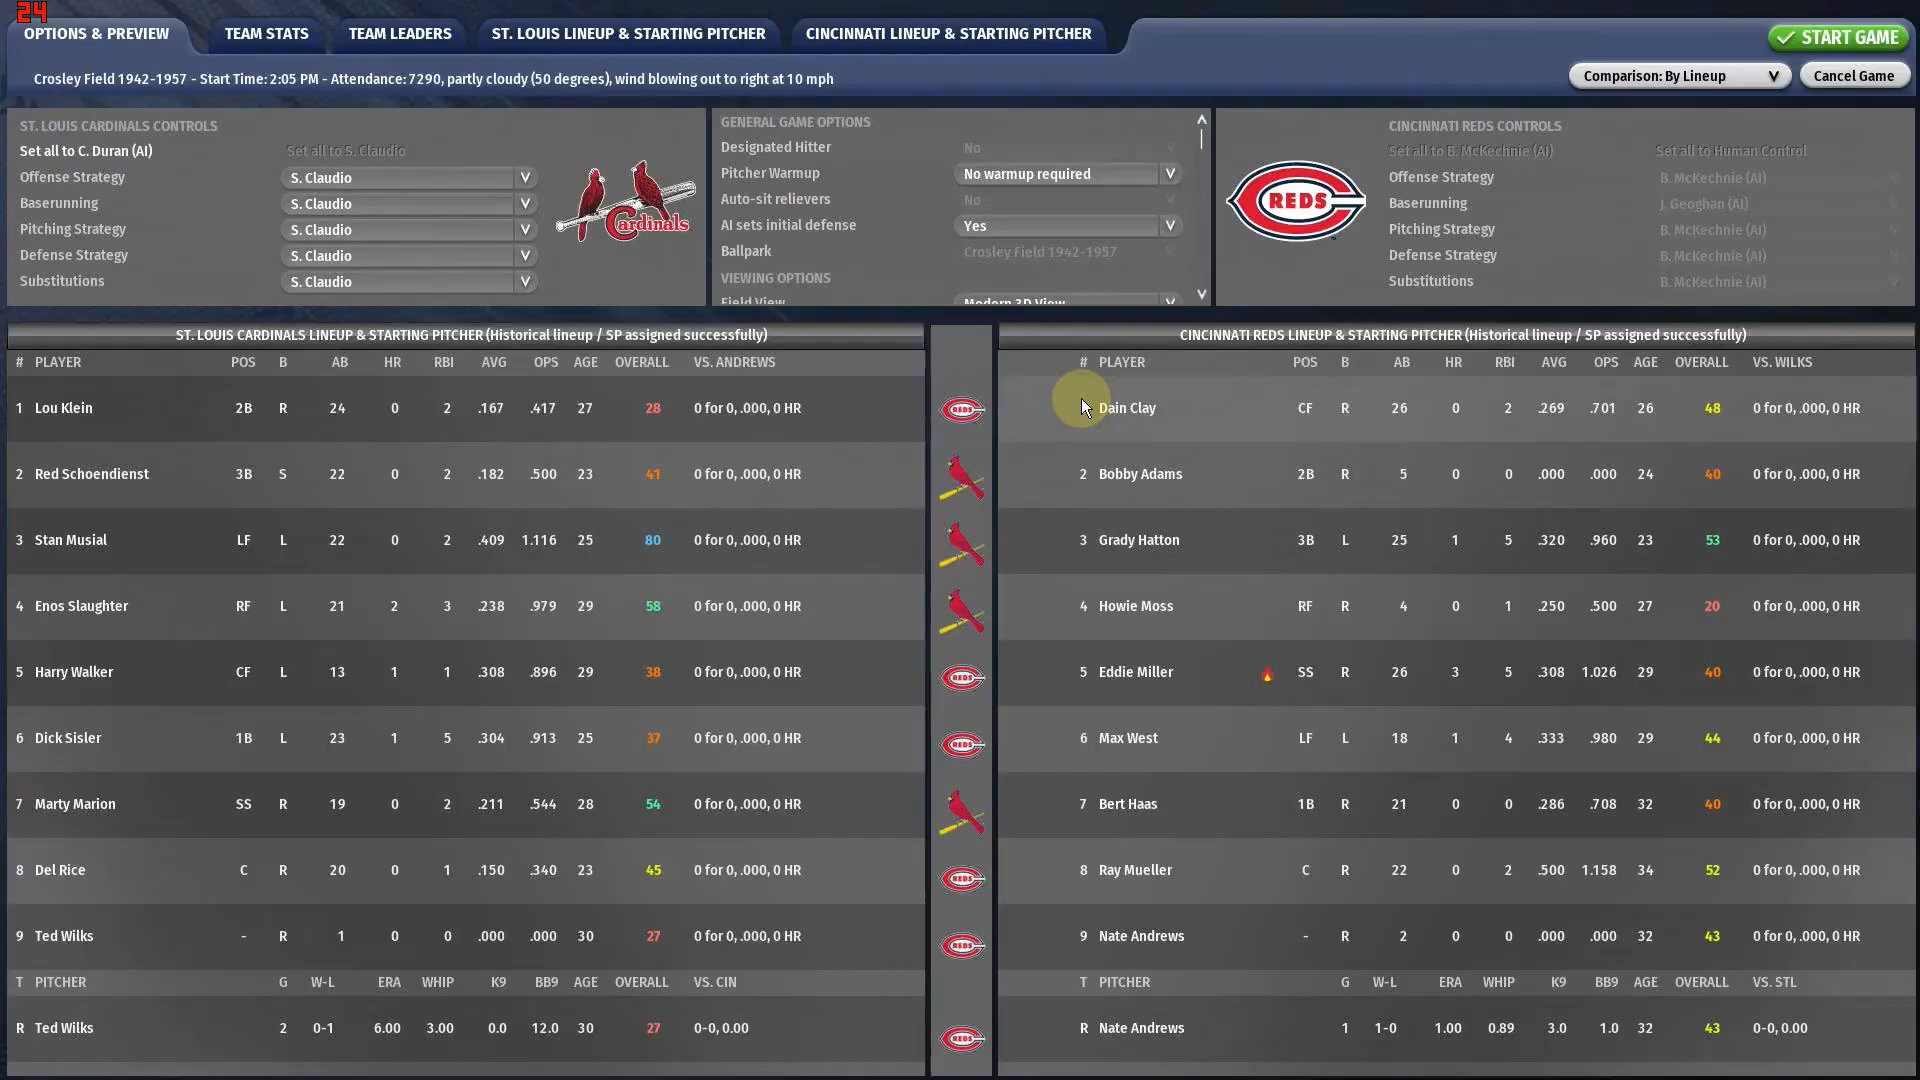 24
OPTIONS & PREVIEW TEAM STATS TEAM LEADERS ST. LOUIS LINEUP & STARTING PITCHER CINCINNATI LINEUP & STARTING PITCHER START GAME
Crosley Field 1942-1957 - Start Time: 2:05 PM - Attendance: 7290, partly cloudy (50 degrees), wind blowing out to right at 10 mph Comparison: By Lineup Cancel Game
ST. LOUIS CARDINALS CONTROLS
Set all to C. Duran (AI) Set all to S. Claudio
Offense Strategy S. Claudio
Baserunning S. Claudio
Pitching Strategy S. Claudio
Defense Strategy S. Claudio
Substitutions S. Claudio
Cardinals
GENERAL GAME OPTIONS
Designated Hitter No
Pitcher Warmup No warmup required
Auto-sit relievers No
AI sets initial defense Yes
Ballpark Crosley Field 1942-1957
VIEWING OPTIONS
Field View Modern 3D View
REDS
CINCINNATI REDS CONTROLS
Set all to B. McKechnie (AI) Set all to Human Control
Offense Strategy B. McKechnie (AI)
Baserunning J. Geoghan (AI)
Pitching Strategy B. McKechnie (AI)
Defense Strategy B. McKechnie (AI)
Substitutions B. McKechnie (AI)
ST. LOUIS CARDINALS LINEUP & STARTING PITCHER (Historical lineup / SP assigned successfully)
# PLAYER POS B AB HR RBI AVG OPS AGE OVERALL VS. ANDREWS
1 Lou Klein 2B R 24 0 2 .167 .417 27 28 0 for 0, .000, 0 HR
2 Red Schoendienst 3B S 22 0 2 .182 .500 23 41 0 for 0, .000, 0 HR
3 Stan Musial LF L 22 0 2 .409 1.116 25 80 0 for 0, .000, 0 HR
4 Enos Slaughter RF L 21 2 3 .238 .979 29 58 0 for 0, .000, 0 HR
5 Harry Walker CF L 13 1 1 .308 .896 29 38 0 for 0, .000, 0 HR
6 Dick Sisler 1B L 23 1 5 .304 .913 25 37 0 for 0, .000, 0 HR
7 Marty Marion SS R 19 0 2 .211 .544 28 54 0 for 0, .000, 0 HR
8 Del Rice C R 20 0 1 .150 .340 23 45 0 for 0, .000, 0 HR
9 Ted Wilks - R 1 0 0 .000 .000 30 27 0 for 0, .000, 0 HR
T PITCHER G W-L ERA WHIP K9 BB9 AGE OVERALL VS. CIN
R Ted Wilks 2 0-1 6.00 3.00 0.0 12.0 30 27 0-0, 0.00
REDS
REDS
REDS
REDS
REDS
REDS
CINCINNATI REDS LINEUP & STARTING PITCHER (Historical lineup / SP assigned successfully)
# PLAYER POS B AB HR RBI AVG OPS AGE OVERALL VS. WILKS
Dain Clay CF R 26 0 2 .269 .701 26 48 0 for 0, .000, 0 HR
2 Bobby Adams 2B R 5 0 0 .000 .000 24 40 0 for 0, .000, 0 HR
3 Grady Hatton 3B L 25 1 5 .320 .960 23 53 0 for 0, .000, 0 HR
4 Howie Moss RF R 4 0 1 .250 .500 27 20 0 for 0, .000, 0 HR
5 Eddie Miller SS R 26 3 5 .308 1.026 29 40 0 for 0, .000, 0 HR
6 Max West LF L 18 1 4 .333 .980 29 44 0 for 0, .000, 0 HR
7 Bert Haas 1B R 21 0 0 .286 .708 32 40 0 for 0, .000, 0 HR
8 Ray Mueller C R 22 0 2 .500 1.158 34 52 0 for 0, .000, 0 HR
9 Nate Andrews - R 2 0 0 .000 .000 32 43 0 for 0, .000, 0 HR
T PITCHER G W-L ERA WHIP K9 BB9 AGE OVERALL VS. STL
R Nate Andrews 1 1-0 1.00 0.89 3.0 1.0 32 43 0-0, 0.00